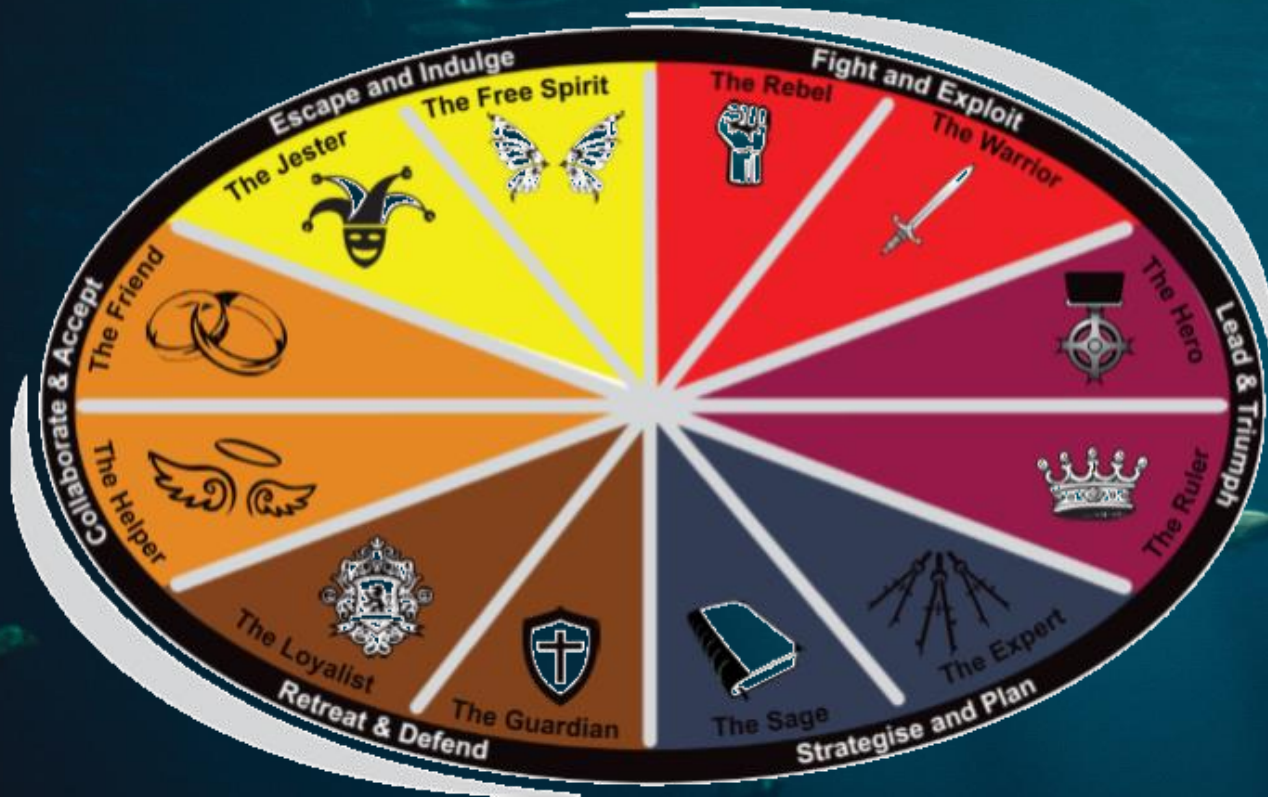 Escape and Indulge
Fight and Exploit
Lead & Triumph
Strategise and Plan
Retreat & Defend
Collaborate & Accept
The Free Spirit
The Rebel
The Warrior
The Hero
The Ruler
The Expert
The Sage
The Guardian
The Loyalist
The Helper
The Friend
The Jester